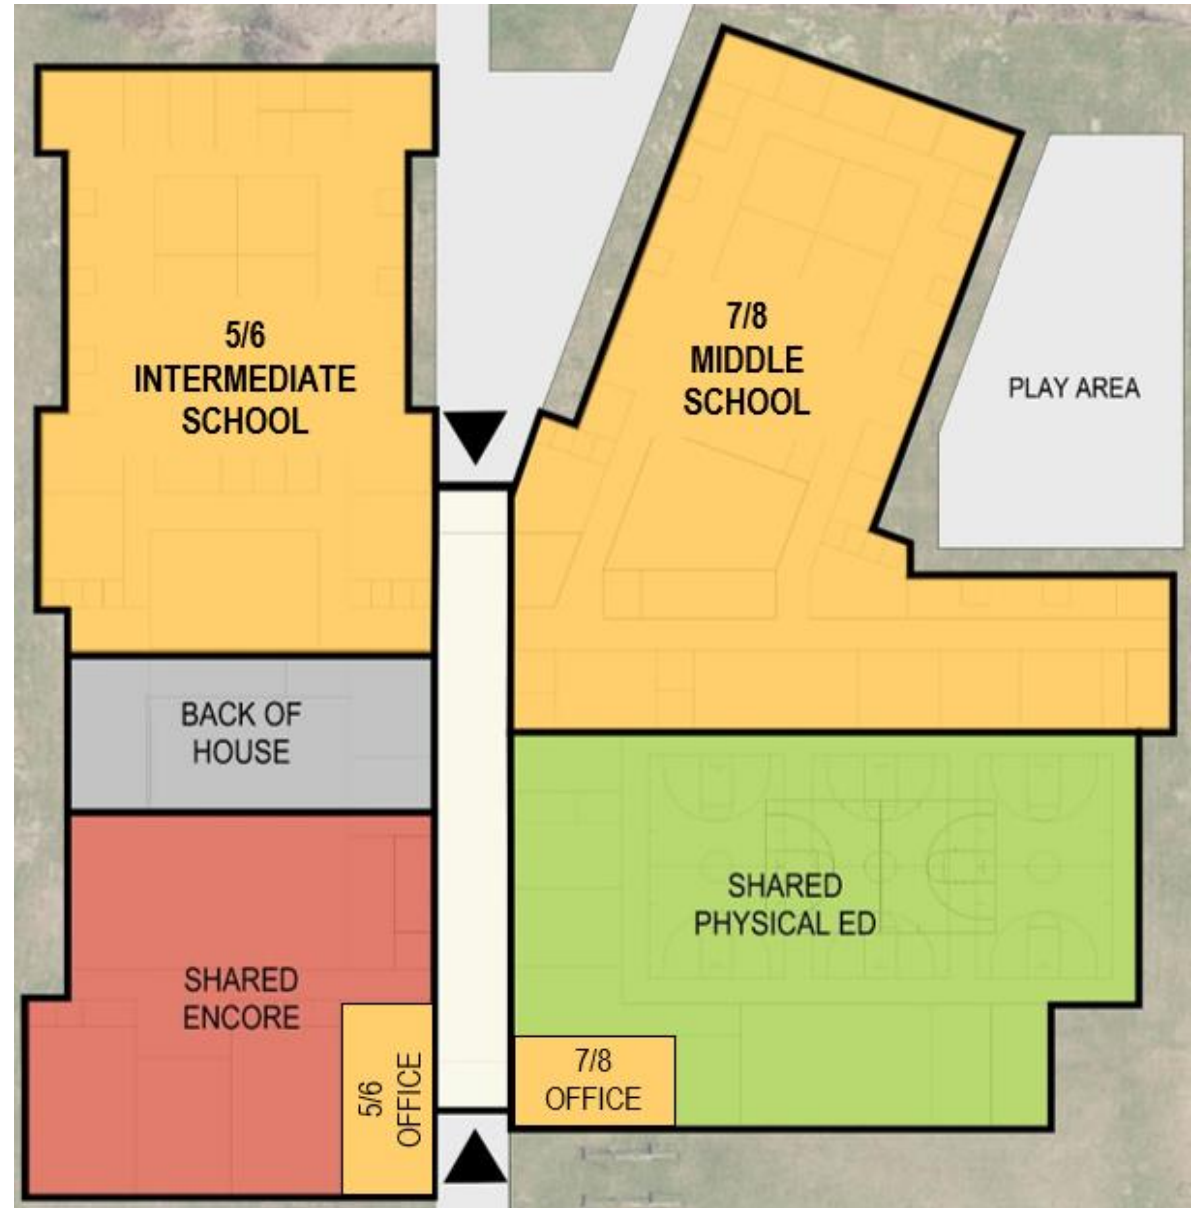 5/6
INTERMEDIATE
SCHOOL
7/8
MIDDLE
SCHOOL
PLAY AREA
BACK OF
HOUSE
SHARED
PHYSICAL ED
SHARED
ENCORE
5/6
OFFICE
7/8
OFFICE